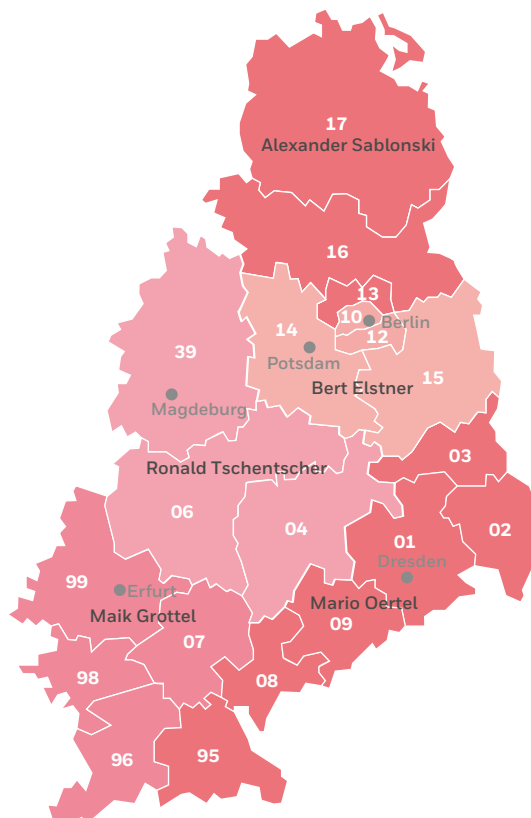 17
Alexander Sablonski
16
13
10
Berlin
14
12
39
Potsdam
15
Bert Elstner
Magdeburg
03
Ronald Tschentscher
06
04
02
01
Dresden
99
Erfurt
Mario Oertel
Maik Grottel
09
07
98
08
95
96